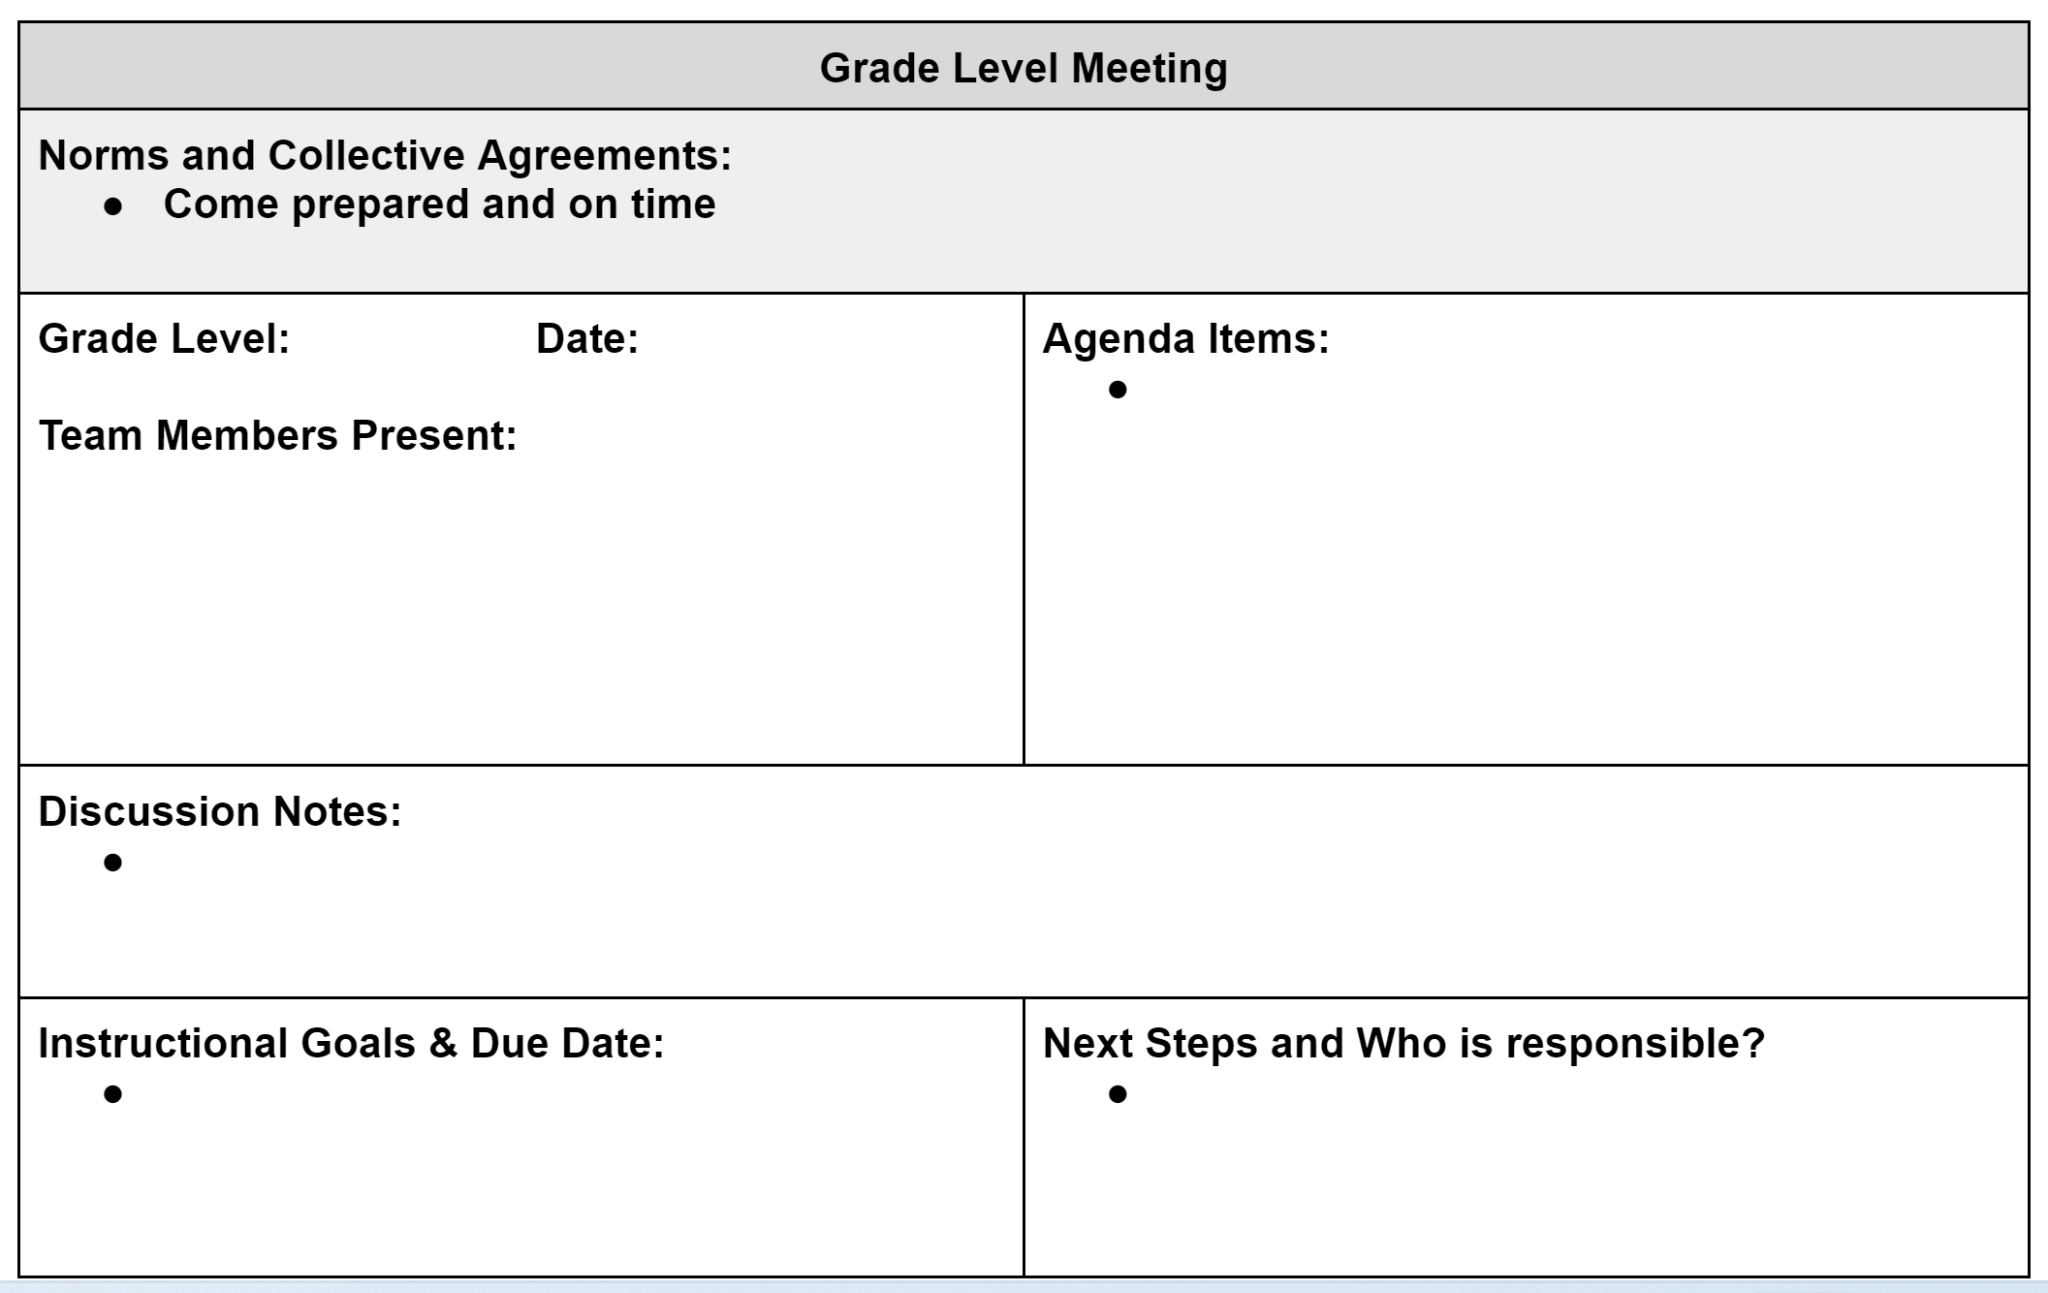 Grade Level Meeting
Norms and Collective Agreements:
● Come prepared and on time
Grade Level: Date:
Team Members Present:
Agenda Items:
●
Discussion Notes:
●
Instructional Goals & Due Date:
●
Next Steps and Who is responsible?
●